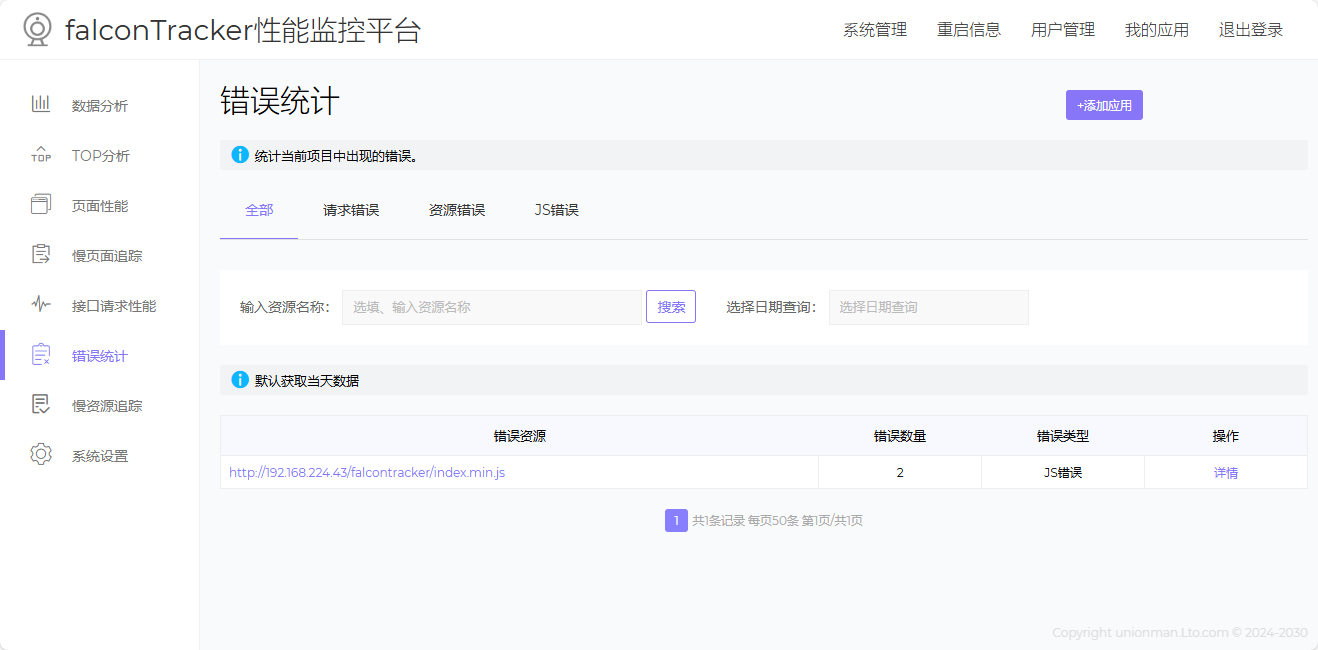 falconTracker性能监控平台
系统管理 重启信息 用户管理 我的应用 退出登录
数据分析
TOP
TOP分析
页面性能
慢页面追踪
接口请求性能
错误统计
慢资源追踪
系统设置
错误统计
+添加应用
统计当前项目中出现的错误。
全部 请求错误 资源错误 JS错误
输入资源名称： 选填、输入资源名称 搜索 选择日期查询： 选择日期查询
默认获取当天数据
错误资源 错误数量 错误类型 操作
http://192.168.224.43/falcontracker/index.min.js 2 JS错误 详情
1 共1条记录 每页50条 第1页/共1页
Copyright unionman.Lto.com © 2024-2030